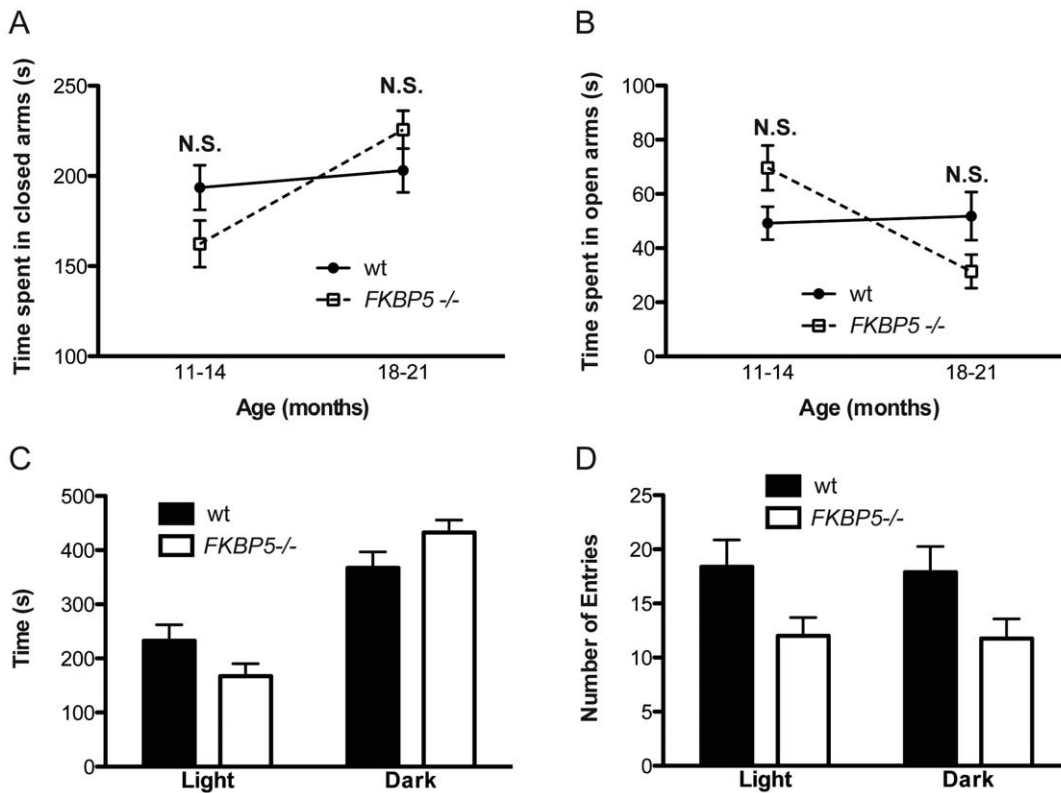 A
Time spent in closed arms (s)
250
200
150
100
N.S.
N.S.
wt
FKBP5 -/-
11-14
18-21
Age (months)
B
Time spent in open arms (s)
100
80
60
40
20
0
N.S.
N.S.
wt
FKBP5 -/-
11-14
18-21
Age (months)
C
Time (s)
500
400
300
200
100
0
wt
FKBP5-/-
Light
Dark
D
Number of Entries
25
20
15
10
5
0
wt
FKBP5-/-
Light
Dark